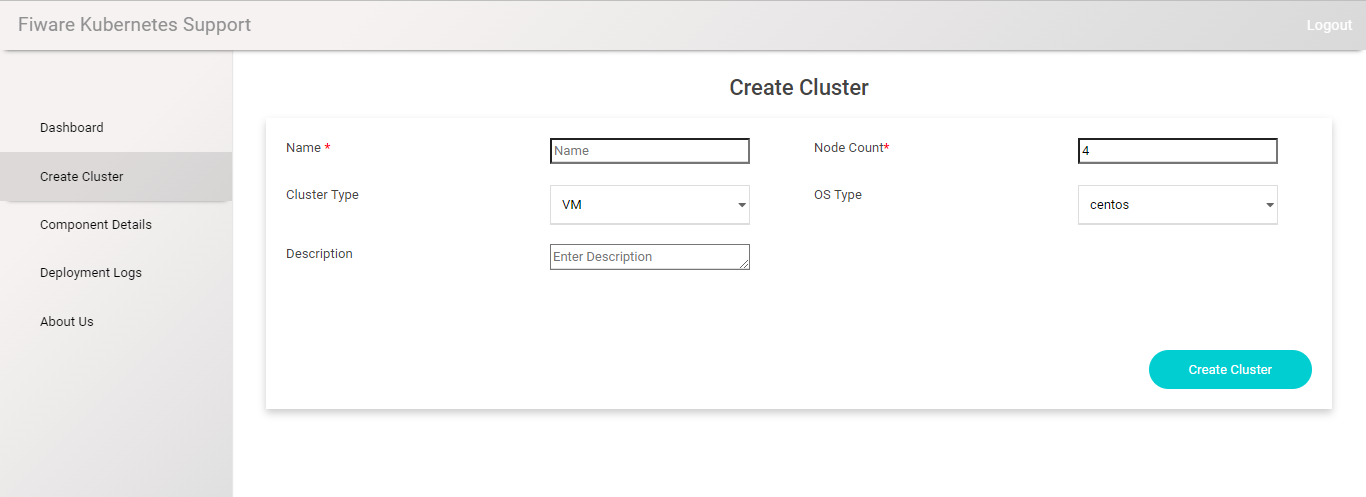 Fiware Kubernetes Support
Logout
Dashboard
Create Cluster
Component Details
Deployment Logs
About Us
Create Cluster
Name * Name Node Count* 4
Cluster Type VM OS Type centos
Description Enter Description
Create Cluster